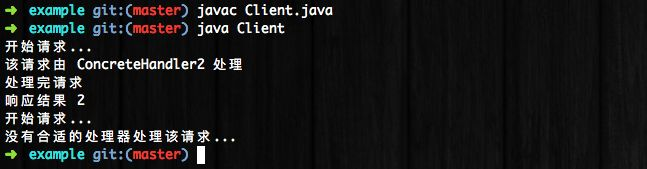 ➜ example git:(master) javac Client.java
➜ example git:(master) java Client
开始请求...
该请求由 ConcreteHandler2 处理
处理完请求
响应结果 2
开始请求...
没有合适的处理器处理该请求...
➜ example git:(master)